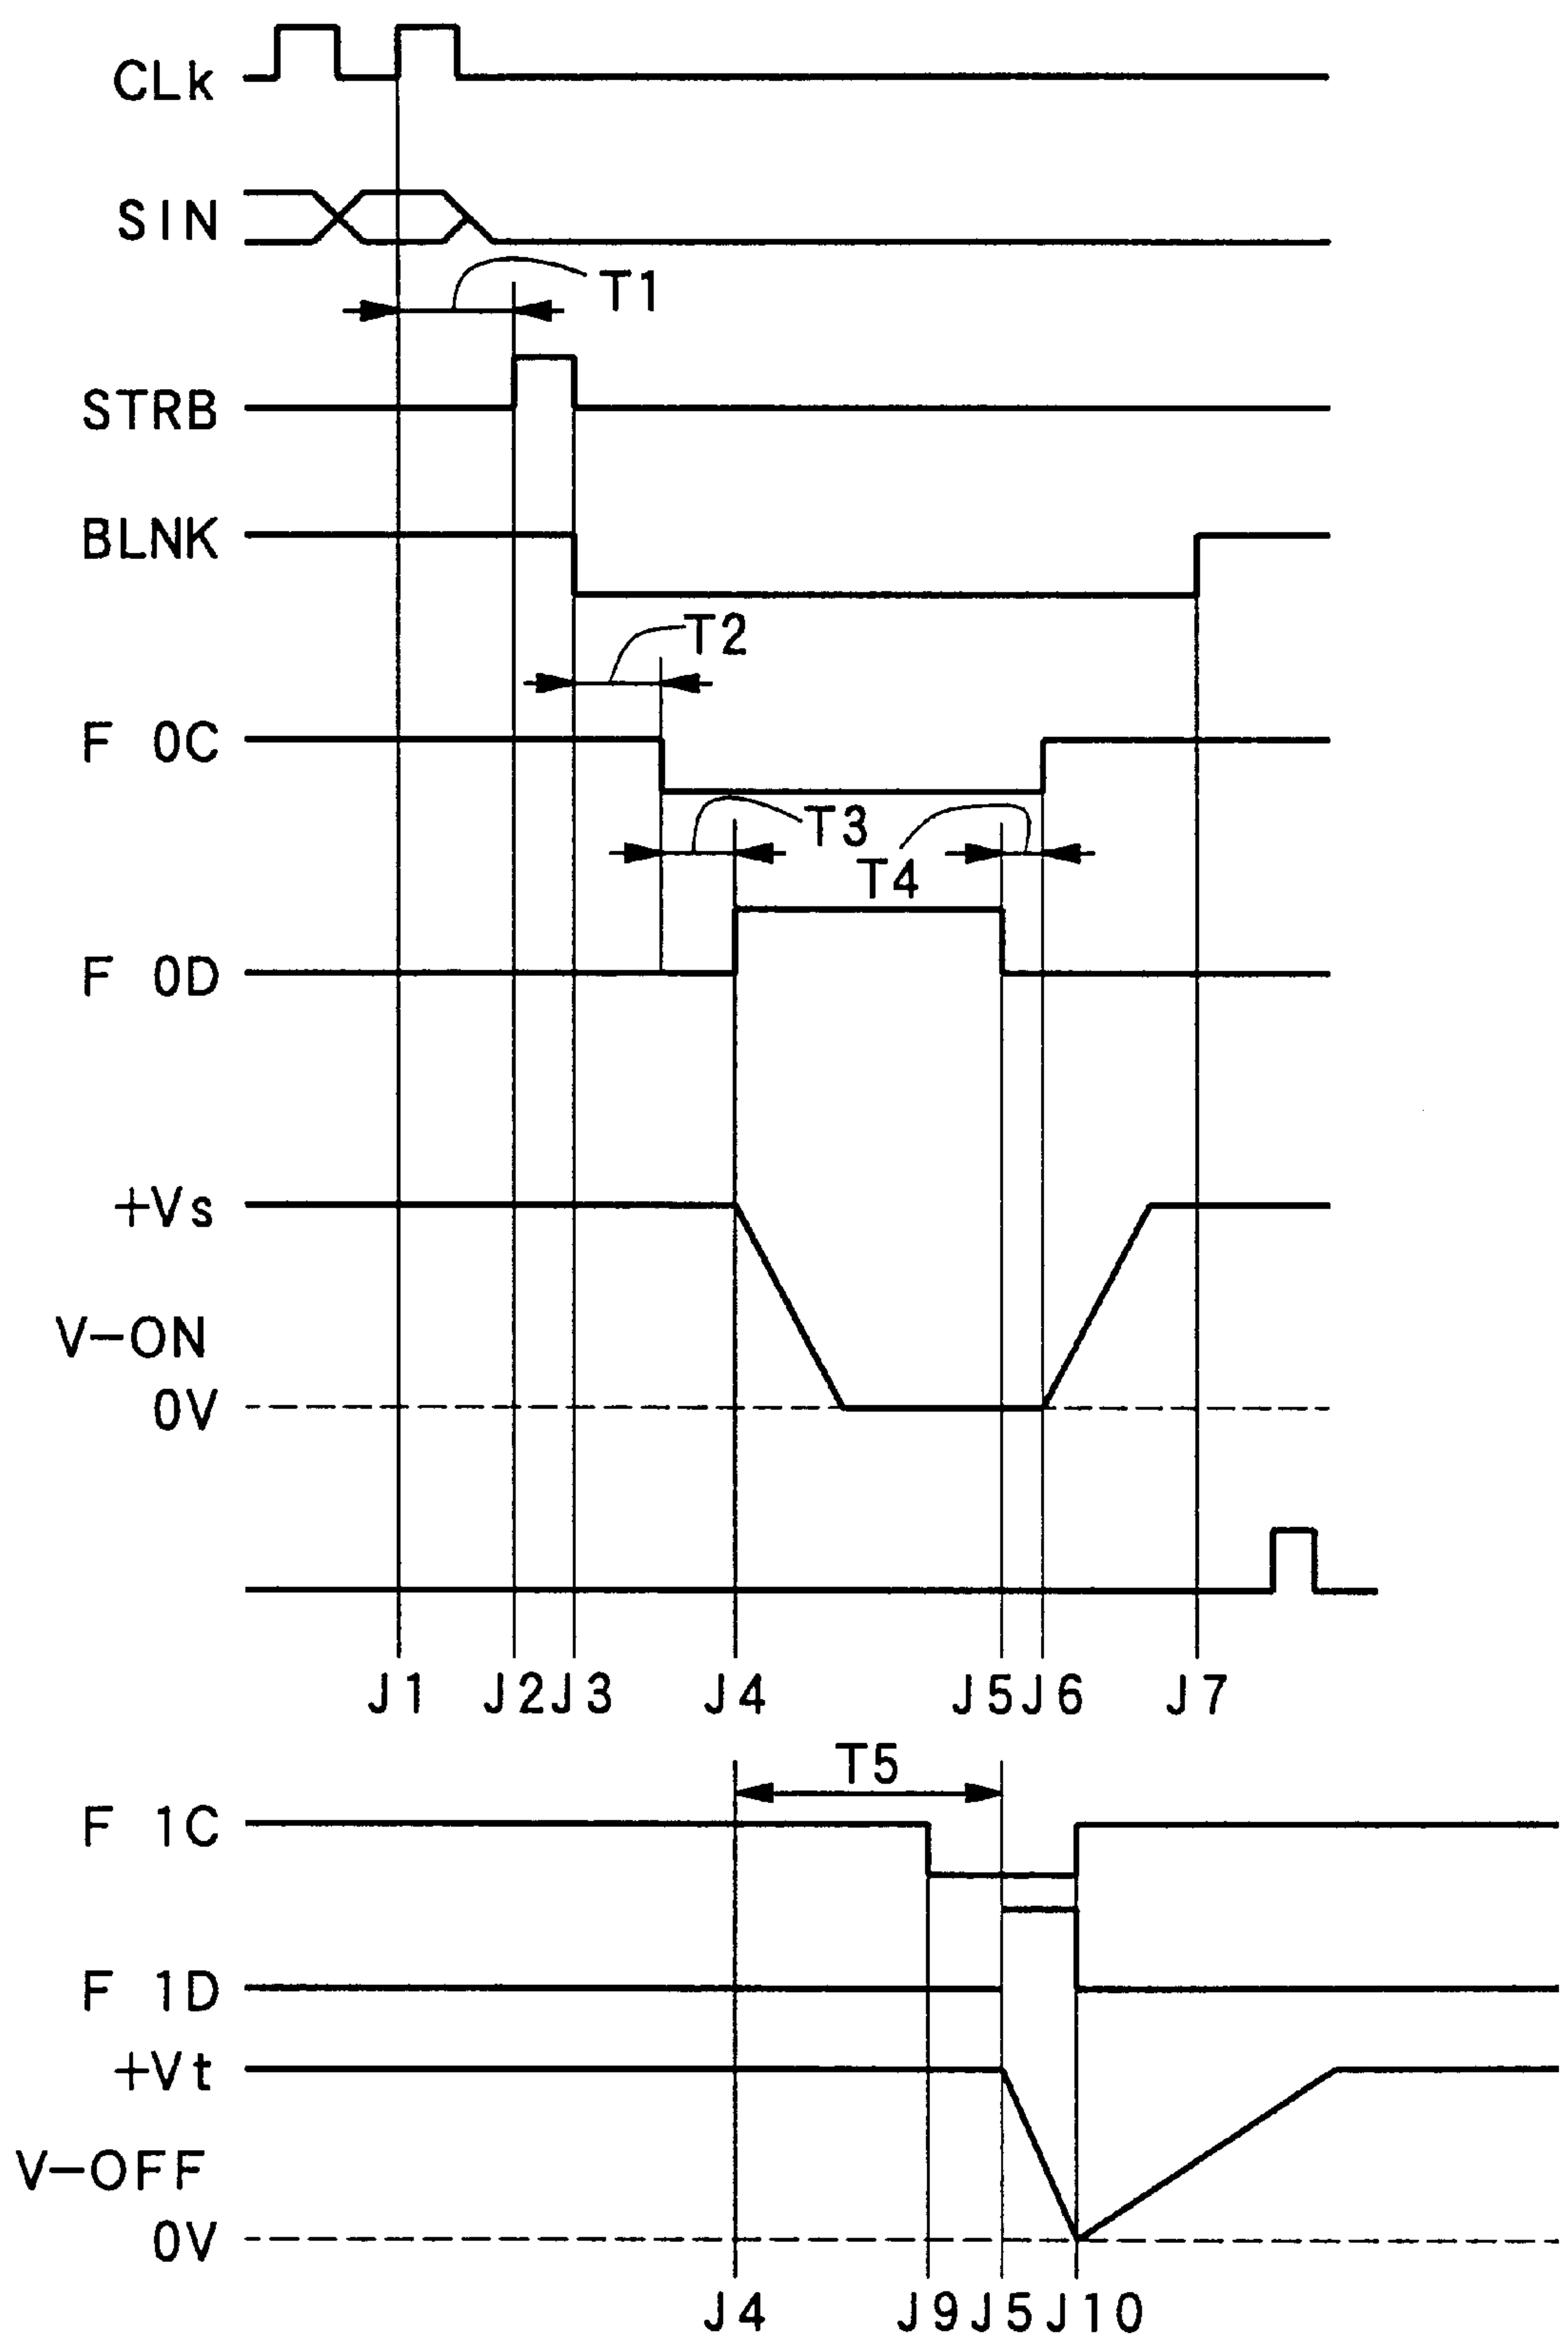 CLk
SIN
T1
STRB
BLNK
T2
F 0C
T3
T4
F 0D
+Vs
V-ON
0V
J1 J2 J3 J4 J5 J6 J7
T5
F 1C
F 1D
+Vt
V-OFF
0V
J4 J9 J5 J10